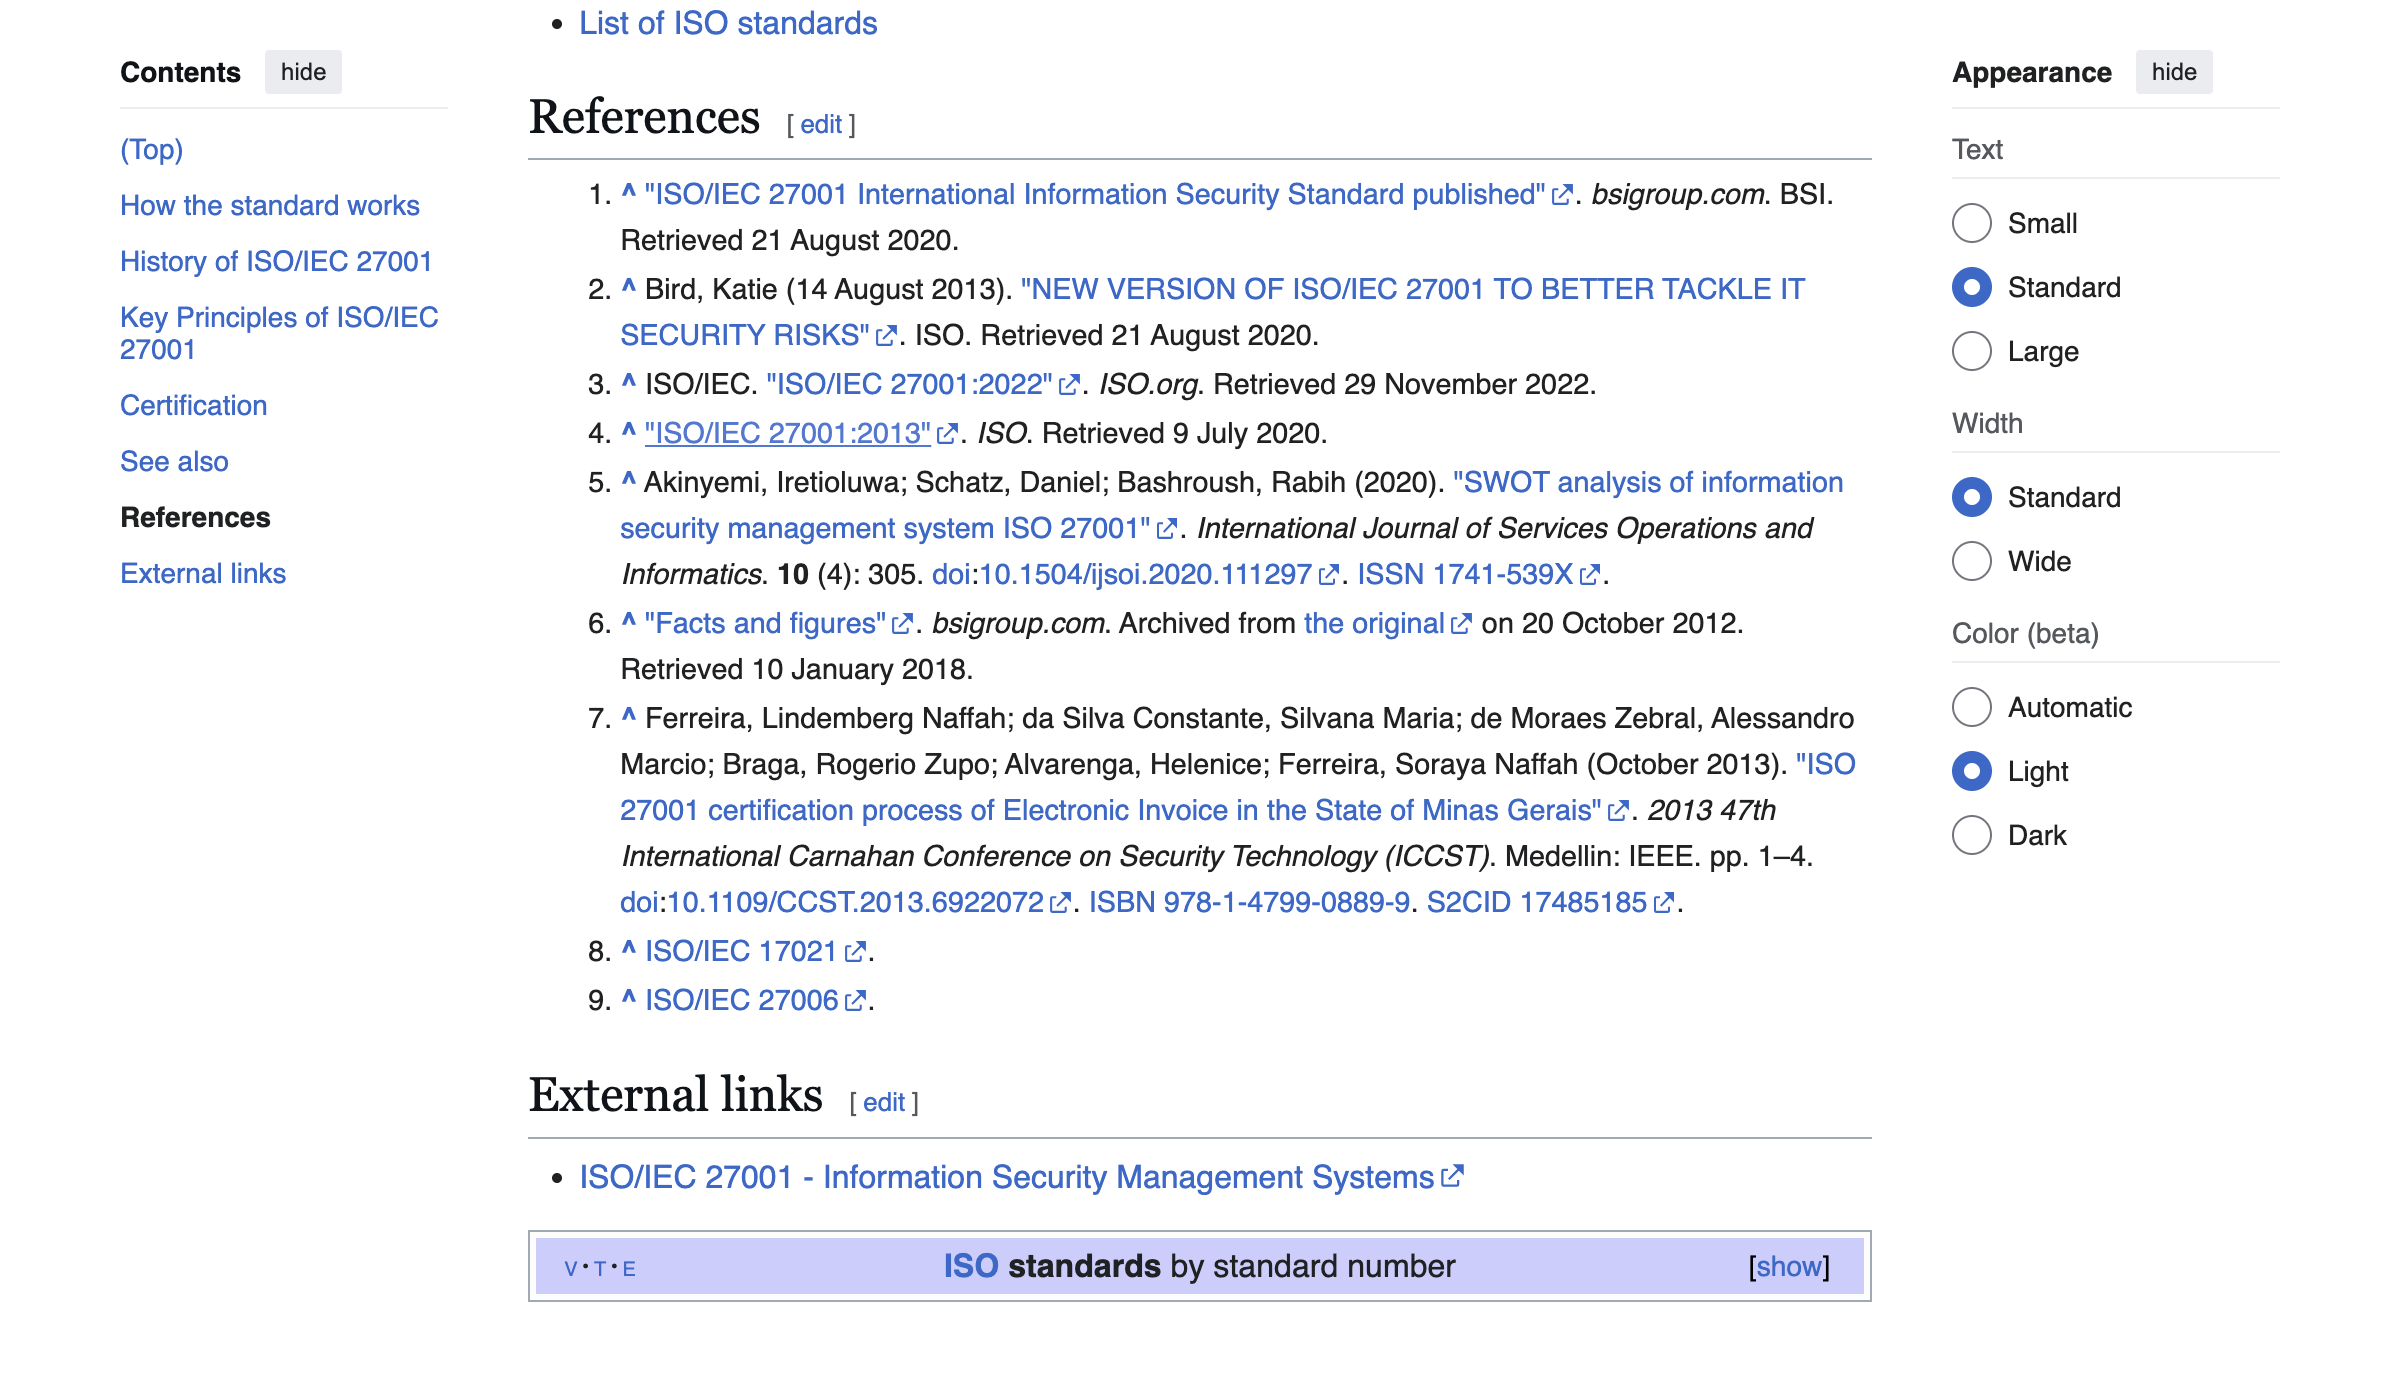 List of ISO standards
Contents hide
(Top)
How the standard works
History of ISO/IEC 27001
Key Principles of ISO/IEC
27001
Certification
See also
References
External links
References [ edit ]
1. ^ "ISO/IEC 27001 International Information Security Standard published". bsigroup.com. BSI.
Retrieved 21 August 2020.
2. ^ Bird, Katie (14 August 2013). "NEW VERSION OF ISO/IEC 27001 TO BETTER TACKLE IT
SECURITY RISKS". ISO. Retrieved 21 August 2020.
3. ^ ISO/IEC. "ISO/IEC 27001:2022". ISO.org. Retrieved 29 November 2022.
4. ^ "ISO/IEC 27001:2013". ISO. Retrieved 9 July 2020.
5. ^ Akinyemi, Iretioluwa; Schatz, Daniel; Bashroush, Rabih (2020). "SWOT analysis of information
security management system ISO 27001". International Journal of Services Operations and
Informatics. 10 (4): 305. doi:10.1504/ijsoi.2020.111297. ISSN 1741-539X.
6. ^ "Facts and figures". bsigroup.com. Archived from the original on 20 October 2012.
Retrieved 10 January 2018.
7. ^ Ferreira, Lindemberg Naffah; da Silva Constante, Silvana Maria; de Moraes Zebral, Alessandro
Marcio; Braga, Rogerio Zupo; Alvarenga, Helenice; Ferreira, Soraya Naffah (October 2013). "ISO
27001 certification process of Electronic Invoice in the State of Minas Gerais". 2013 47th
International Carnahan Conference on Security Technology (ICCST). Medellin: IEEE. pp. 1–4.
doi:10.1109/CCST.2013.6922072. ISBN 978-1-4799-0889-9. S2CID 17485185.
8. ^ ISO/IEC 17021.
9. ^ ISO/IEC 27006.
External links [ edit ]
ISO/IEC 27001 - Information Security Management Systems
V · T · E ISO standards by standard number [show]
Appearance hide
Text
Small
Standard
Large
Width
Standard
Wide
Color (beta)
Automatic
Light
Dark